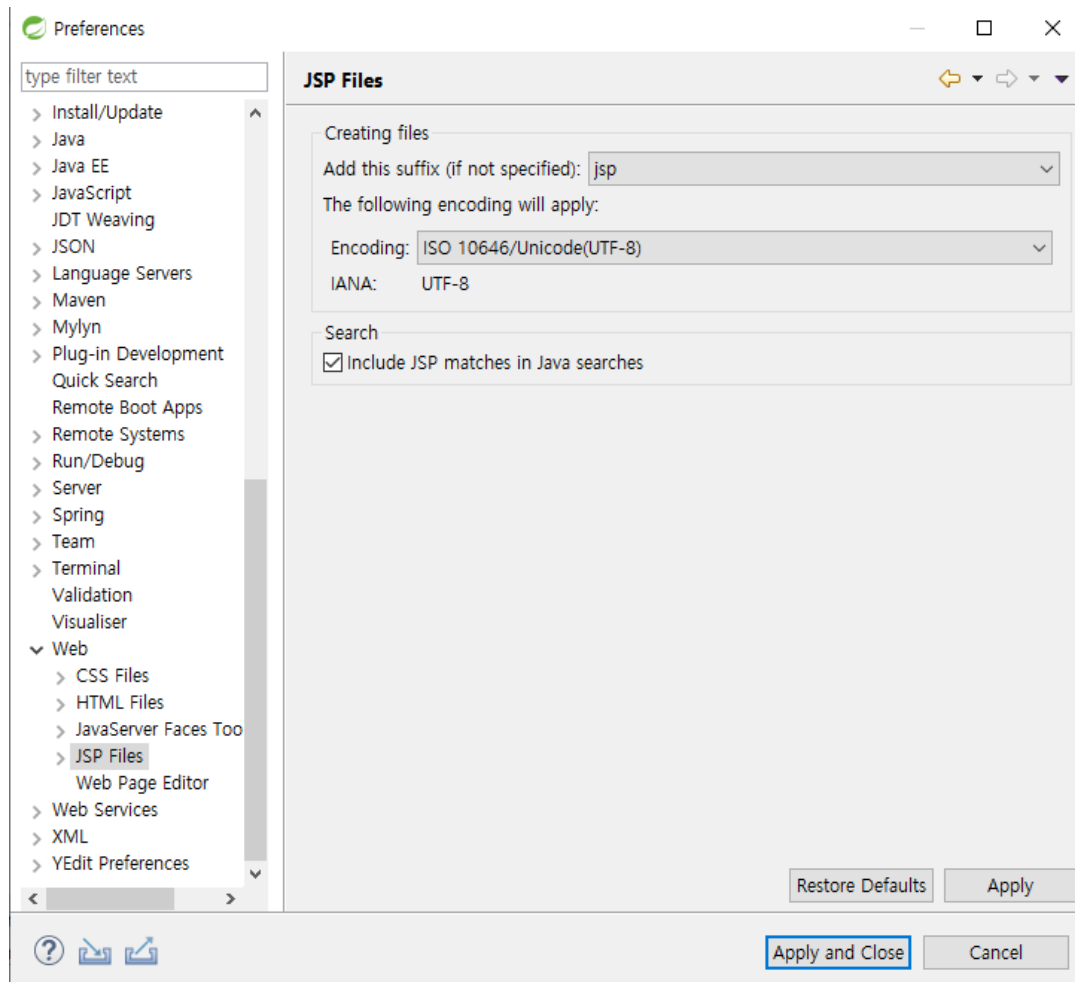 Preferences
type filter text
Install/Update
Java
Java EE
JavaScript
JDT Weaving
JSON
Language Servers
Maven
Mylyn
Plug-in Development
Quick Search
Remote Boot Apps
Remote Systems
Run/Debug
Server
Spring
Team
Terminal
Validation
Visualiser
Web
CSS Files
HTML Files
JavaServer Faces Too
JSP Files
Web Page Editor
Web Services
XML
YEdit Preferences
JSP Files
Creating files
Add this suffix (if not specified): jsp
The following encoding will apply:
Encoding: ISO 10646/Unicode(UTF-8)
IANA: UTF-8
Search
Include JSP matches in Java searches
Restore Defaults Apply
Apply and Close Cancel